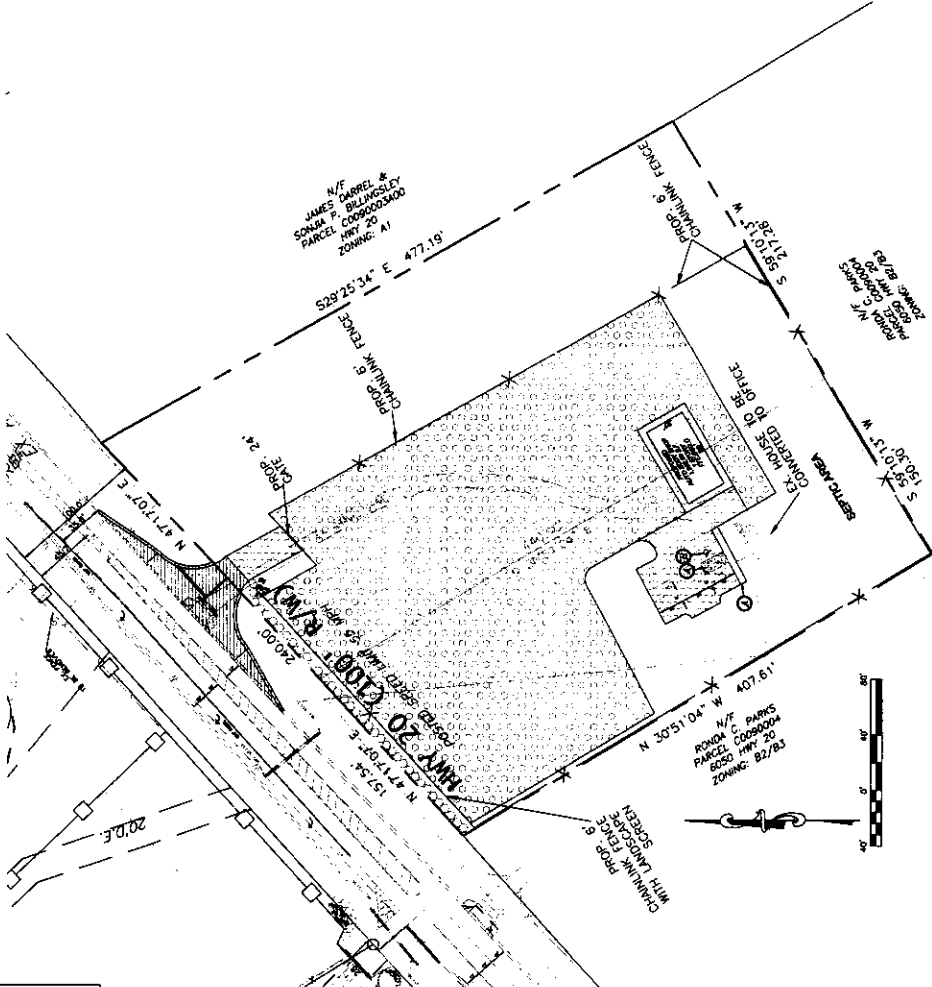 N/F
JAMES DARREL &
SONJIA P. BILLINGSLEY
PARCEL C0090003A00
HWY 20
ZONING: A1
S29°25'34" E 477.19'
PROP. 6'
CHAINLINK FENCE
PROP. 6'
CHAINLINK FENCE
S 59°10'13" W
217.28'
N/F
RONDA C. PARKS
PARCEL C0090004
6050 HWY 20
ZONING: B2/B3
PROP. 24'
GATE
N 47°17'07" E
EX. HOUSE TO BE
CONVERTED TO OFFICE
SEPTIC AREA
S 59°10'13" W
150.30'
240.00'
HWY 20 (100' R/W)
POSTED SPEED LIMIT 55 MPH
N 47°17'07" E
157.54'
N 30°51'04" W 407.61'
N/F
RONDA C. PARKS
PARCEL C0090004
6050 HWY 20
ZONING: B2/B3
PROP. 6'
CHAINLINK FENCE
WITH LANDSCAPE
SCREEN
20'D.E.
40' 0' 40' 80'